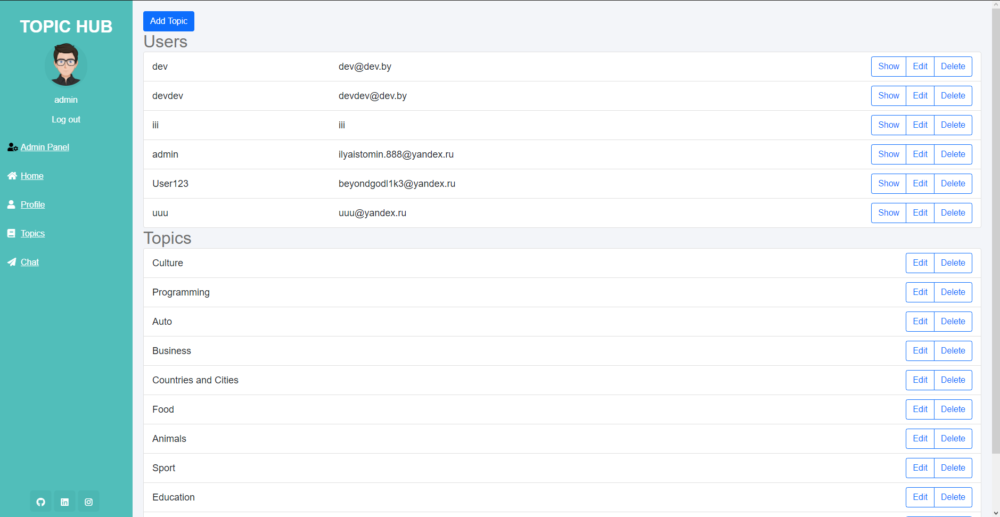 TOPIC HUB
admin
Log out
Admin Panel
Home
Profile
Topics
Chat
Add Topic
Users
dev dev@dev.by Show Edit Delete
devdev devdev@dev.by Show Edit Delete
iii iii Show Edit Delete
admin ilyaistomin.888@yandex.ru Show Edit Delete
User123 beyondgodl1k3@yandex.ru Show Edit Delete
uuu uuu@yandex.ru Show Edit Delete
Topics
Culture Edit Delete
Programming Edit Delete
Auto Edit Delete
Business Edit Delete
Countries and Cities Edit Delete
Food Edit Delete
Animals Edit Delete
Sport Edit Delete
Education Edit Delete